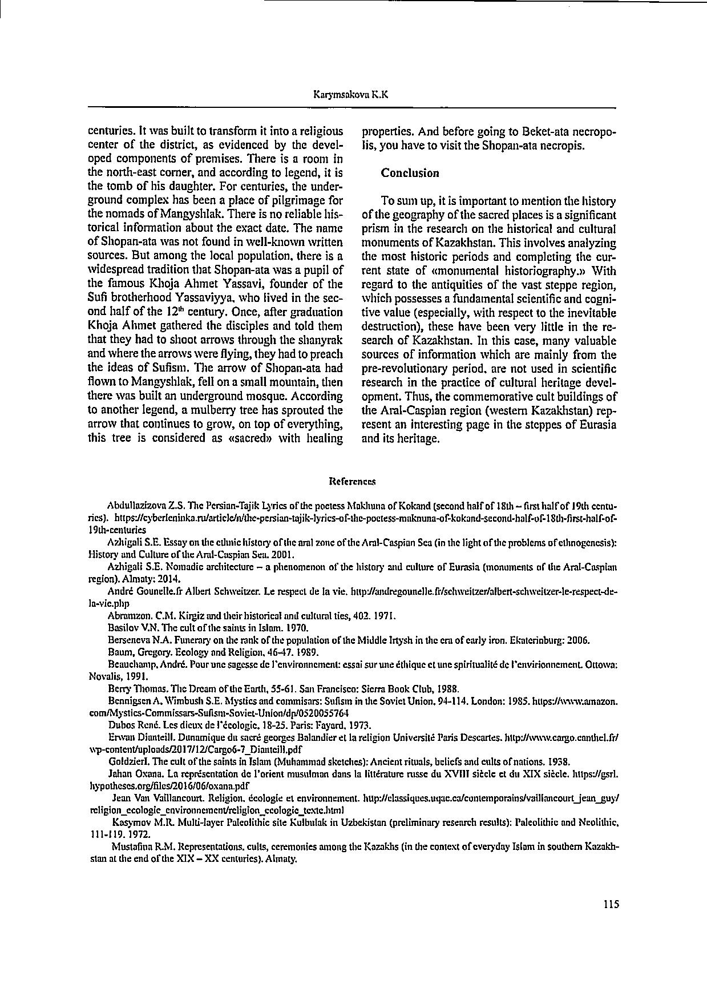 Karymsakova K.K
centuries. It was built to transform it into a religious
center of the district, as evidenced by the devel-
oped components of premises. There is a room in
the north-east corner, and according to legend, it is
the tomb of his daughter. For centuries, the under-
ground complex has been a place of pilgrimage for
the nomads of Mangyshlak. There is no reliable his-
torical information about the exact date. The name
of Shopan-ata was not found in well-known written
sources. But among the local population, there is a
widespread tradition that Shopan-ata was a pupil of
the famous Khoja Ahmet Yassavi, founder of the
Sufi brotherhood Yassaviyya, who lived in the sec-
ond half of the 12th century. Once, after graduation
Khoja Ahmet gathered the disciples and told them
that they had to shoot arrows through the shanyrak
and where the arrows were flying, they had to preach
the ideas of Sufism. The arrow of Shopan-ata had
flown to Mangyshlak, fell on a small mountain, then
there was built an underground mosque. According
to another legend, a mulberry tree has sprouted the
arrow that continues to grow, on top of everything,
this tree is considered as «sacred» with healing
properties. And before going to Beket-ata necropo-
lis, you have to visit the Shopan-ata necropis.
Conclusion
To sum up, it is important to mention the history
of the geography of the sacred places is a significant
prism in the research on the historical and cultural
monuments of Kazakhstan. This involves analyzing
the most historic periods and completing the cur-
rent state of «monumental historiography.» With
regard to the antiquities of the vast steppe region,
which possesses a fundamental scientific and cogni-
tive value (especially, with respect to the inevitable
destruction), these have been very little in the re-
search of Kazakhstan. In this case, many valuable
sources of information which are mainly from the
pre-revolutionary period, are not used in scientific
research in the practice of cultural heritage devel-
opment. Thus, the commemorative cult buildings of
the Aral-Caspian region (western Kazakhstan) rep-
resent an interesting page in the steppes of Eurasia
and its heritage.
References
Abdullazizova Z.S. The Persian-Tajik Lyrics of the poetess Makhuna of Kokand (second half of 18th – first half of 19th centu-
ries). https://cyberleninka.ru/article/n/the-persian-tajik-lyrics-of-the-poetess-maknuna-of-kokand-second-half-of-18th-first-half-of-
19th-centuries
Azhigali S.E. Essay on the ethnic history of the aral zone of the Aral-Caspian Sea (in the light of the problems of ethnogenesis):
History and Culture of the Aral-Caspian Sea. 2001.
Azhigali S.E. Nomadic architecture – a phenomenon of the history and culture of Eurasia (monuments of the Aral-Caspian
region). Almaty: 2014.
André Gounelle.fr Albert Schweitzer. Le respect de la vie. http://andregounelle.fr/schweitzer/albert-schweitzer-le-respect-de-
la-vie.php
Abramzon. C.M. Kirgiz and their historical and cultural ties, 402. 1971.
Basilov V.N. The cult of the saints in Islam. 1970.
Berseneva N.A. Funerary on the rank of the population of the Middle Irtysh in the era of early iron. Ekaterinburg: 2006.
Baum, Gregory. Ecology and Religion, 46-47. 1989.
Beauchamp, André. Pour une sagesse de l'environnement: essai sur une éthique et une spiritualité de l'envirionnement. Ottowa:
Novalis, 1991.
Berry Thomas. The Dream of the Earth, 55-61. San Francisco: Sierra Book Club, 1988.
Bennigsen A. Wimbush S.E. Mystics and commisars: Sufism in the Soviet Union, 94-114. London: 1985. https://www.amazon.
com/Mystics-Commissars-Sufism-Soviet-Union/dp/0520055764
Dubos René. Les dieux de l'écologie, 18-25. Paris: Fayard, 1973.
Erwan Dianteill. Dunamique du sacré georges Balandier et la religion Université Paris Descartes. http://www.cargo.canthel.fr/
wp-content/uploads/2017/12/Cargo6-7_Dianteill.pdf
Goldzierl. The cult of the saints in Islam (Muhammad sketches): Ancient rituals, beliefs and cults of nations. 1938.
Jahan Oxana. La représentation de l'orient musulman dans la littérature russe du XVIII siècle et du XIX siècle. https://gsrl.
hypotheses.org/files/2016/06/oxana.pdf
Jean Van Vaillancourt. Religion, écologie et environnement. http://classiques.uqac.ca/contemporains/vaillancourt_jean_guy/
religion_ecologie_environnement/religion_ecologie_texte.html
Kasymov M.R. Multi-layer Paleolithic site Kulbulak in Uzbekistan (preliminary research results): Paleolithic and Neolithic,
111-119. 1972.
Mustafina R.M. Representations, cults, ceremonies among the Kazakhs (in the context of everyday Islam in southern Kazakh-
stan at the end of the XIX – XX centuries). Almaty.
115